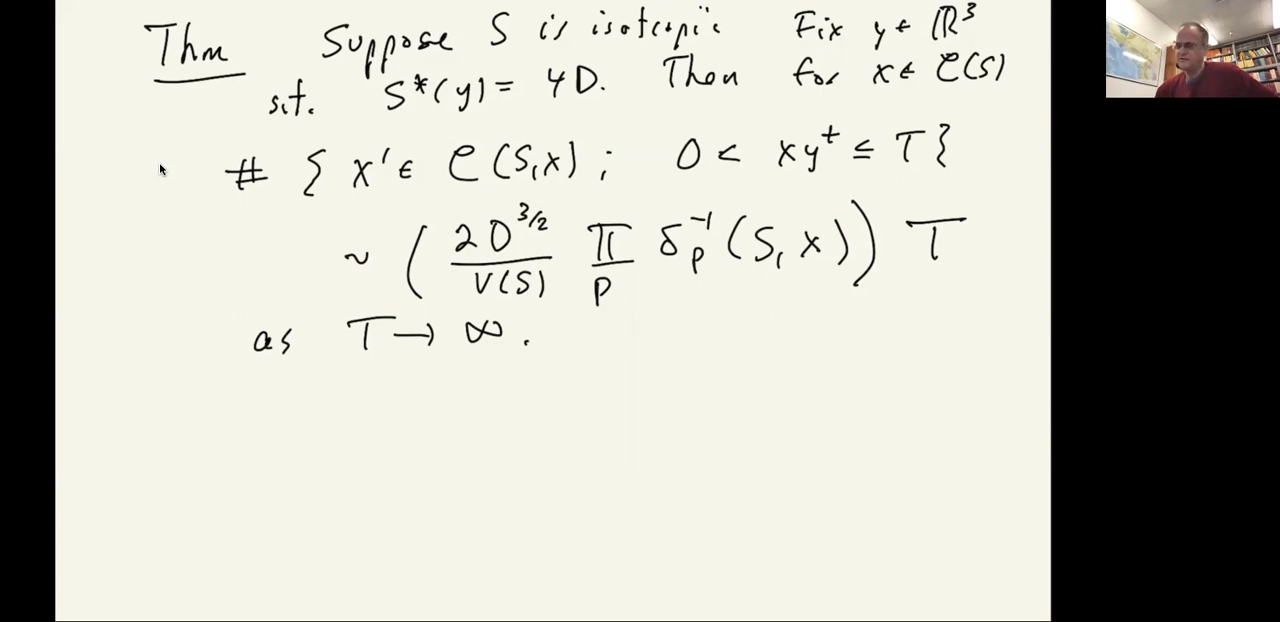 Thm Suppose S is isotropic Fix y ∈ ℝ³
s.t. S*(y) = 4D. Then for x ∈ C(S)
# { x' ∈ C(S,x) ; 0 < xyᵗ ≤ T }
~ ( 2D^{3/2} / V(S) ∏_p δ_p^{-1} (S, x) ) T
as T → ∞.